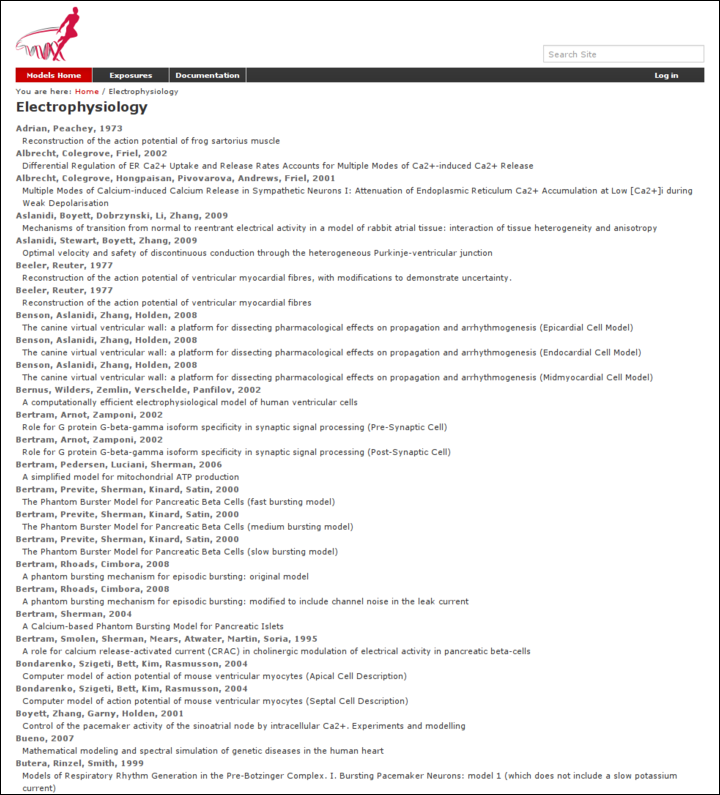 Search Site
Models Home Exposures Documentation Log in
You are here: Home / Electrophysiology
Electrophysiology
Adrian, Peachey, 1973
Reconstruction of the action potential of frog sartorius muscle
Albrecht, Colegrove, Friel, 2002
Differential Regulation of ER Ca2+ Uptake and Release Rates Accounts for Multiple Modes of Ca2+-induced Ca2+ Release
Albrecht, Colegrove, Hongpaisan, Pivovarova, Andrews, Friel, 2001
Multiple Modes of Calcium-induced Calcium Release in Sympathetic Neurons I: Attenuation of Endoplasmic Reticulum Ca2+ Accumulation at Low [Ca2+]i during
Weak Depolarisation
Aslanidi, Boyett, Dobrzynski, Li, Zhang, 2009
Mechanisms of transition from normal to reentrant electrical activity in a model of rabbit atrial tissue: interaction of tissue heterogeneity and anisotropy
Aslanidi, Stewart, Boyett, Zhang, 2009
Optimal velocity and safety of discontinuous conduction through the heterogeneous Purkinje-ventricular junction
Beeler, Reuter, 1977
Reconstruction of the action potential of ventricular myocardial fibres, with modifications to demonstrate uncertainty.
Beeler, Reuter, 1977
Reconstruction of the action potential of ventricular myocardial fibres
Benson, Aslanidi, Zhang, Holden, 2008
The canine virtual ventricular wall: a platform for dissecting pharmacological effects on propagation and arrhythmogenesis (Epicardial Cell Model)
Benson, Aslanidi, Zhang, Holden, 2008
The canine virtual ventricular wall: a platform for dissecting pharmacological effects on propagation and arrhythmogenesis (Endocardial Cell Model)
Benson, Aslanidi, Zhang, Holden, 2008
The canine virtual ventricular wall: a platform for dissecting pharmacological effects on propagation and arrhythmogenesis (Midmyocardial Cell Model)
Bernus, Wilders, Zemlin, Verschelde, Panfilov, 2002
A computationally efficient electrophysiological model of human ventricular cells
Bertram, Arnot, Zamponi, 2002
Role for G protein G-beta-gamma isoform specificity in synaptic signal processing (Pre-Synaptic Cell)
Bertram, Arnot, Zamponi, 2002
Role for G protein G-beta-gamma isoform specificity in synaptic signal processing (Post-Synaptic Cell)
Bertram, Pedersen, Luciani, Sherman, 2006
A simplified model for mitochondrial ATP production
Bertram, Previte, Sherman, Kinard, Satin, 2000
The Phantom Burster Model for Pancreatic Beta Cells (fast bursting model)
Bertram, Previte, Sherman, Kinard, Satin, 2000
The Phantom Burster Model for Pancreatic Beta Cells (medium bursting model)
Bertram, Previte, Sherman, Kinard, Satin, 2000
The Phantom Burster Model for Pancreatic Beta Cells (slow bursting model)
Bertram, Rhoads, Cimbora, 2008
A phantom bursting mechanism for episodic bursting: original model
Bertram, Rhoads, Cimbora, 2008
A phantom bursting mechanism for episodic bursting: modified to include channel noise in the leak current
Bertram, Sherman, 2004
A Calcium-based Phantom Bursting Model for Pancreatic Islets
Bertram, Smolen, Sherman, Mears, Atwater, Martin, Soria, 1995
A role for calcium release-activated current (CRAC) in cholinergic modulation of electrical activity in pancreatic beta-cells
Bondarenko, Szigeti, Bett, Kim, Rasmusson, 2004
Computer model of action potential of mouse ventricular myocytes (Apical Cell Description)
Bondarenko, Szigeti, Bett, Kim, Rasmusson, 2004
Computer model of action potential of mouse ventricular myocytes (Septal Cell Description)
Boyett, Zhang, Garny, Holden, 2001
Control of the pacemaker activity of the sinoatrial node by intracellular Ca2+. Experiments and modelling
Bueno, 2007
Mathematical modeling and spectral simulation of genetic diseases in the human heart
Butera, Rinzel, Smith, 1999
Models of Respiratory Rhythm Generation in the Pre-Botzinger Complex. I. Bursting Pacemaker Neurons: model 1 (which does not include a slow potassium
current)